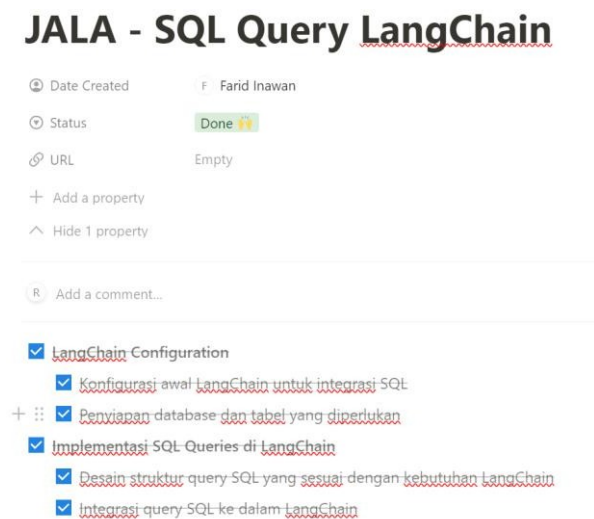 JALA - SQL Query LangChain
Date Created F Farid Inawan
Status Done 🙌
URL Empty
Add a property
Hide 1 property
R Add a comment...
LangChain Configuration
Konfigurasi awal LangChain untuk integrasi SQL
Penyiapan database dan tabel yang diperlukan
Implementasi SQL Queries di LangChain
Desain struktur query SQL yang sesuai dengan kebutuhan LangChain
Integrasi query SQL ke dalam LangChain